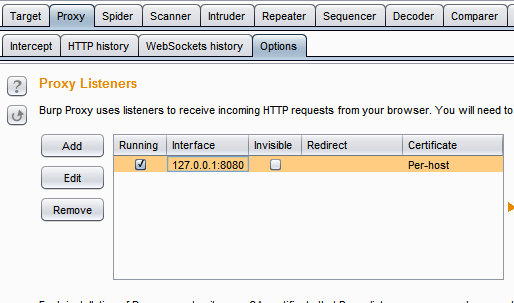 Target Proxy Spider Scanner Intruder Repeater Sequencer Decoder Comparer
Intercept HTTP history WebSockets history Options
? Proxy Listeners
Burp Proxy uses listeners to receive incoming HTTP requests from your browser. You will need to
Add Running Interface Invisible Redirect Certificate
127.0.0.1:8080 Per-host
Edit
Remove